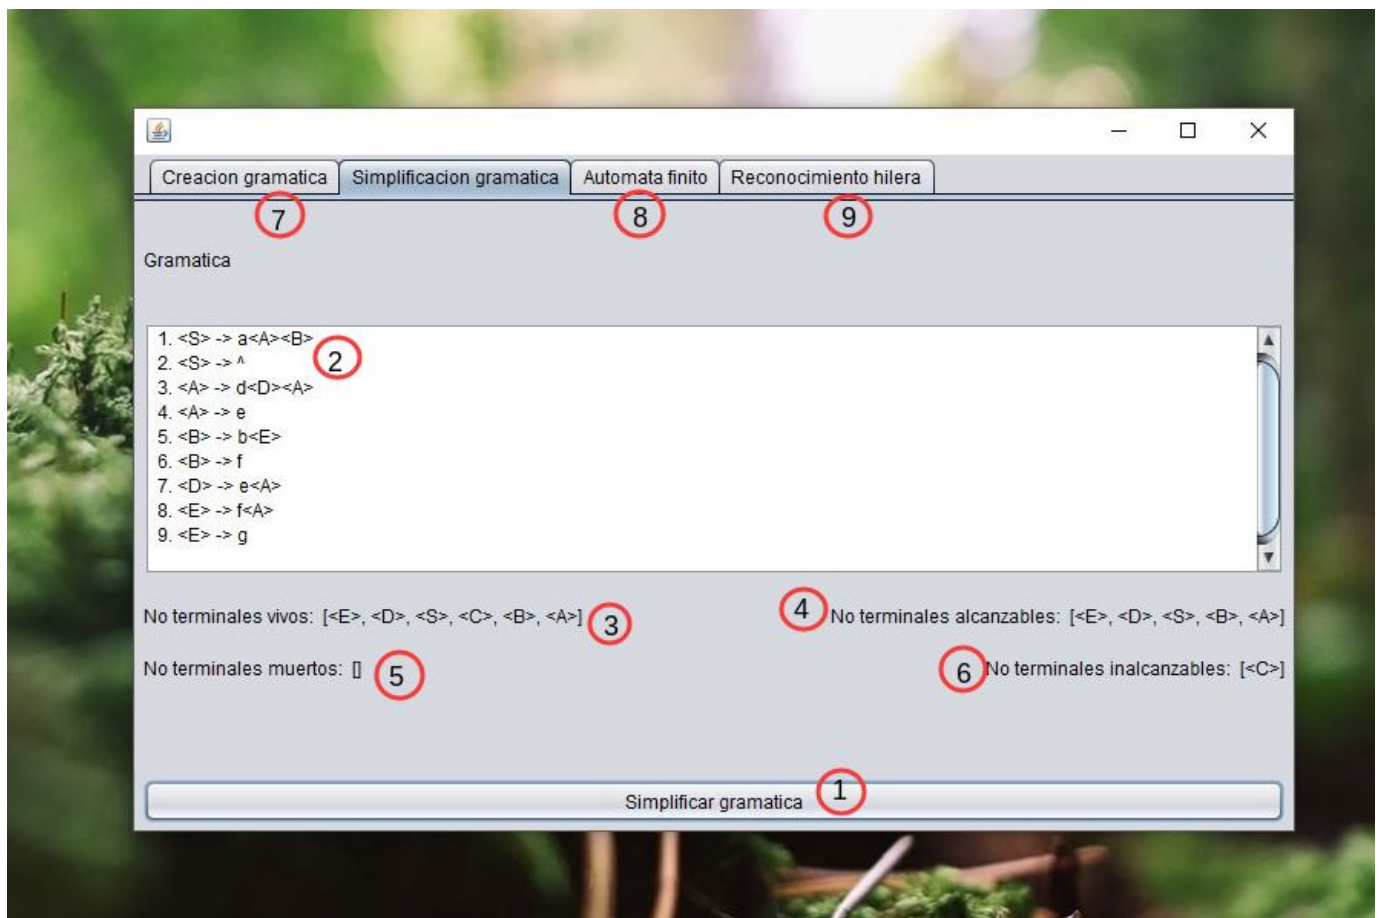 Creacion gramatica Simplificacion gramatica Automata finito Reconocimiento hilera
7 8 9
Gramatica
1. <S> -> a<A><B>
2. <S> -> ^
2
3. <A> -> d<D><A>
4. <A> -> e
5. <B> -> b<E>
6. <B> -> f
7. <D> -> e<A>
8. <E> -> f<A>
9. <E> -> g
No terminales vivos: [<E>, <D>, <S>, <C>, <B>, <A>] 3 4 No terminales alcanzables: [<E>, <D>, <S>, <B>, <A>]
No terminales muertos: [] 5 6 No terminales inalcanzables: [<C>]
Simplificar gramatica 1